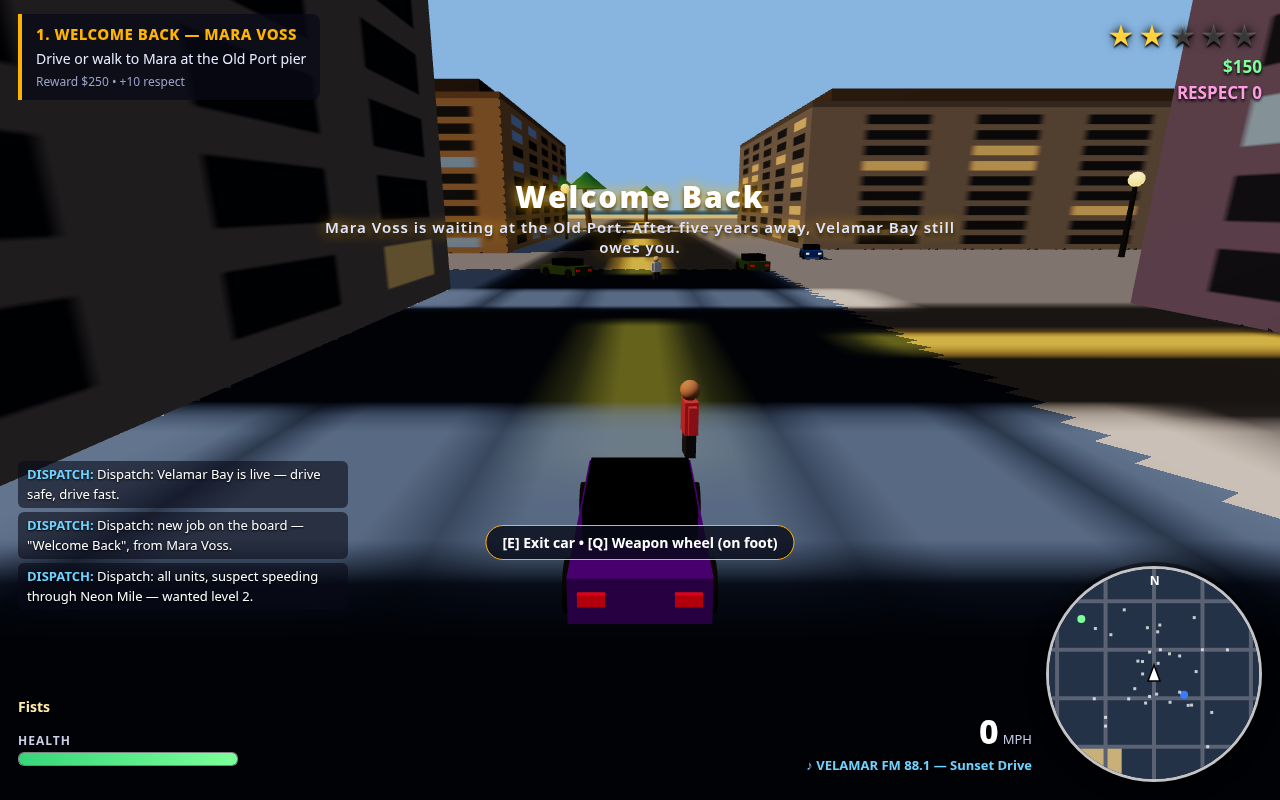 1. WELCOME BACK — MARA VOSS
Drive or walk to Mara at the Old Port pier
Reward $250 • +10 respect
★★★★★
$150
RESPECT 0
Welcome Back
Mara Voss is waiting at the Old Port. After five years away, Velamar Bay still
owes you.
DISPATCH: Dispatch: Velamar Bay is live — drive
safe, drive fast.
DISPATCH: Dispatch: new job on the board —
"Welcome Back", from Mara Voss.
DISPATCH: Dispatch: all units, suspect speeding
through Neon Mile — wanted level 2.
[E] Exit car • [Q] Weapon wheel (on foot)
N
Fists
HEALTH
0 MPH
♪ VELAMAR FM 88.1 — Sunset Drive